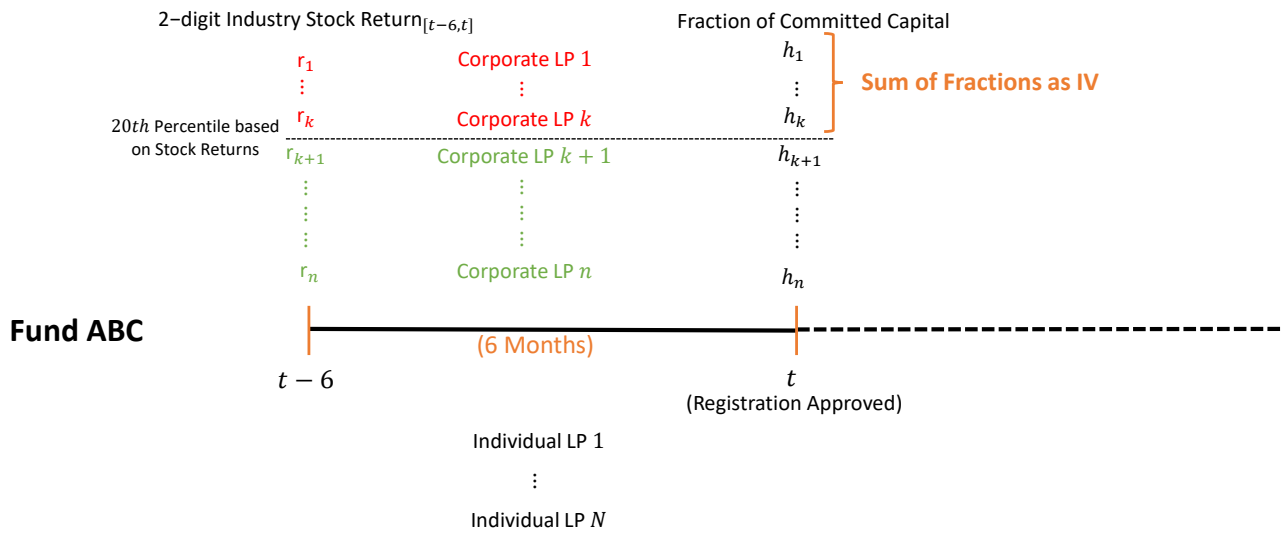 2−digit Industry Stock Return[t−6,t] Fraction of Committed Capital
r1 Corporate LP 1 h1
⋮ ⋮ ⋮ Sum of Fractions as IV
rk Corporate LP k hk
20th Percentile based
on Stock Returns
rk+1 Corporate LP k + 1 hk+1
⋮ ⋮ ⋮
⋮ ⋮ ⋮
rn Corporate LP n hn
Fund ABC
(6 Months)
t − 6 t
(Registration Approved)
Individual LP 1
⋮
Individual LP N